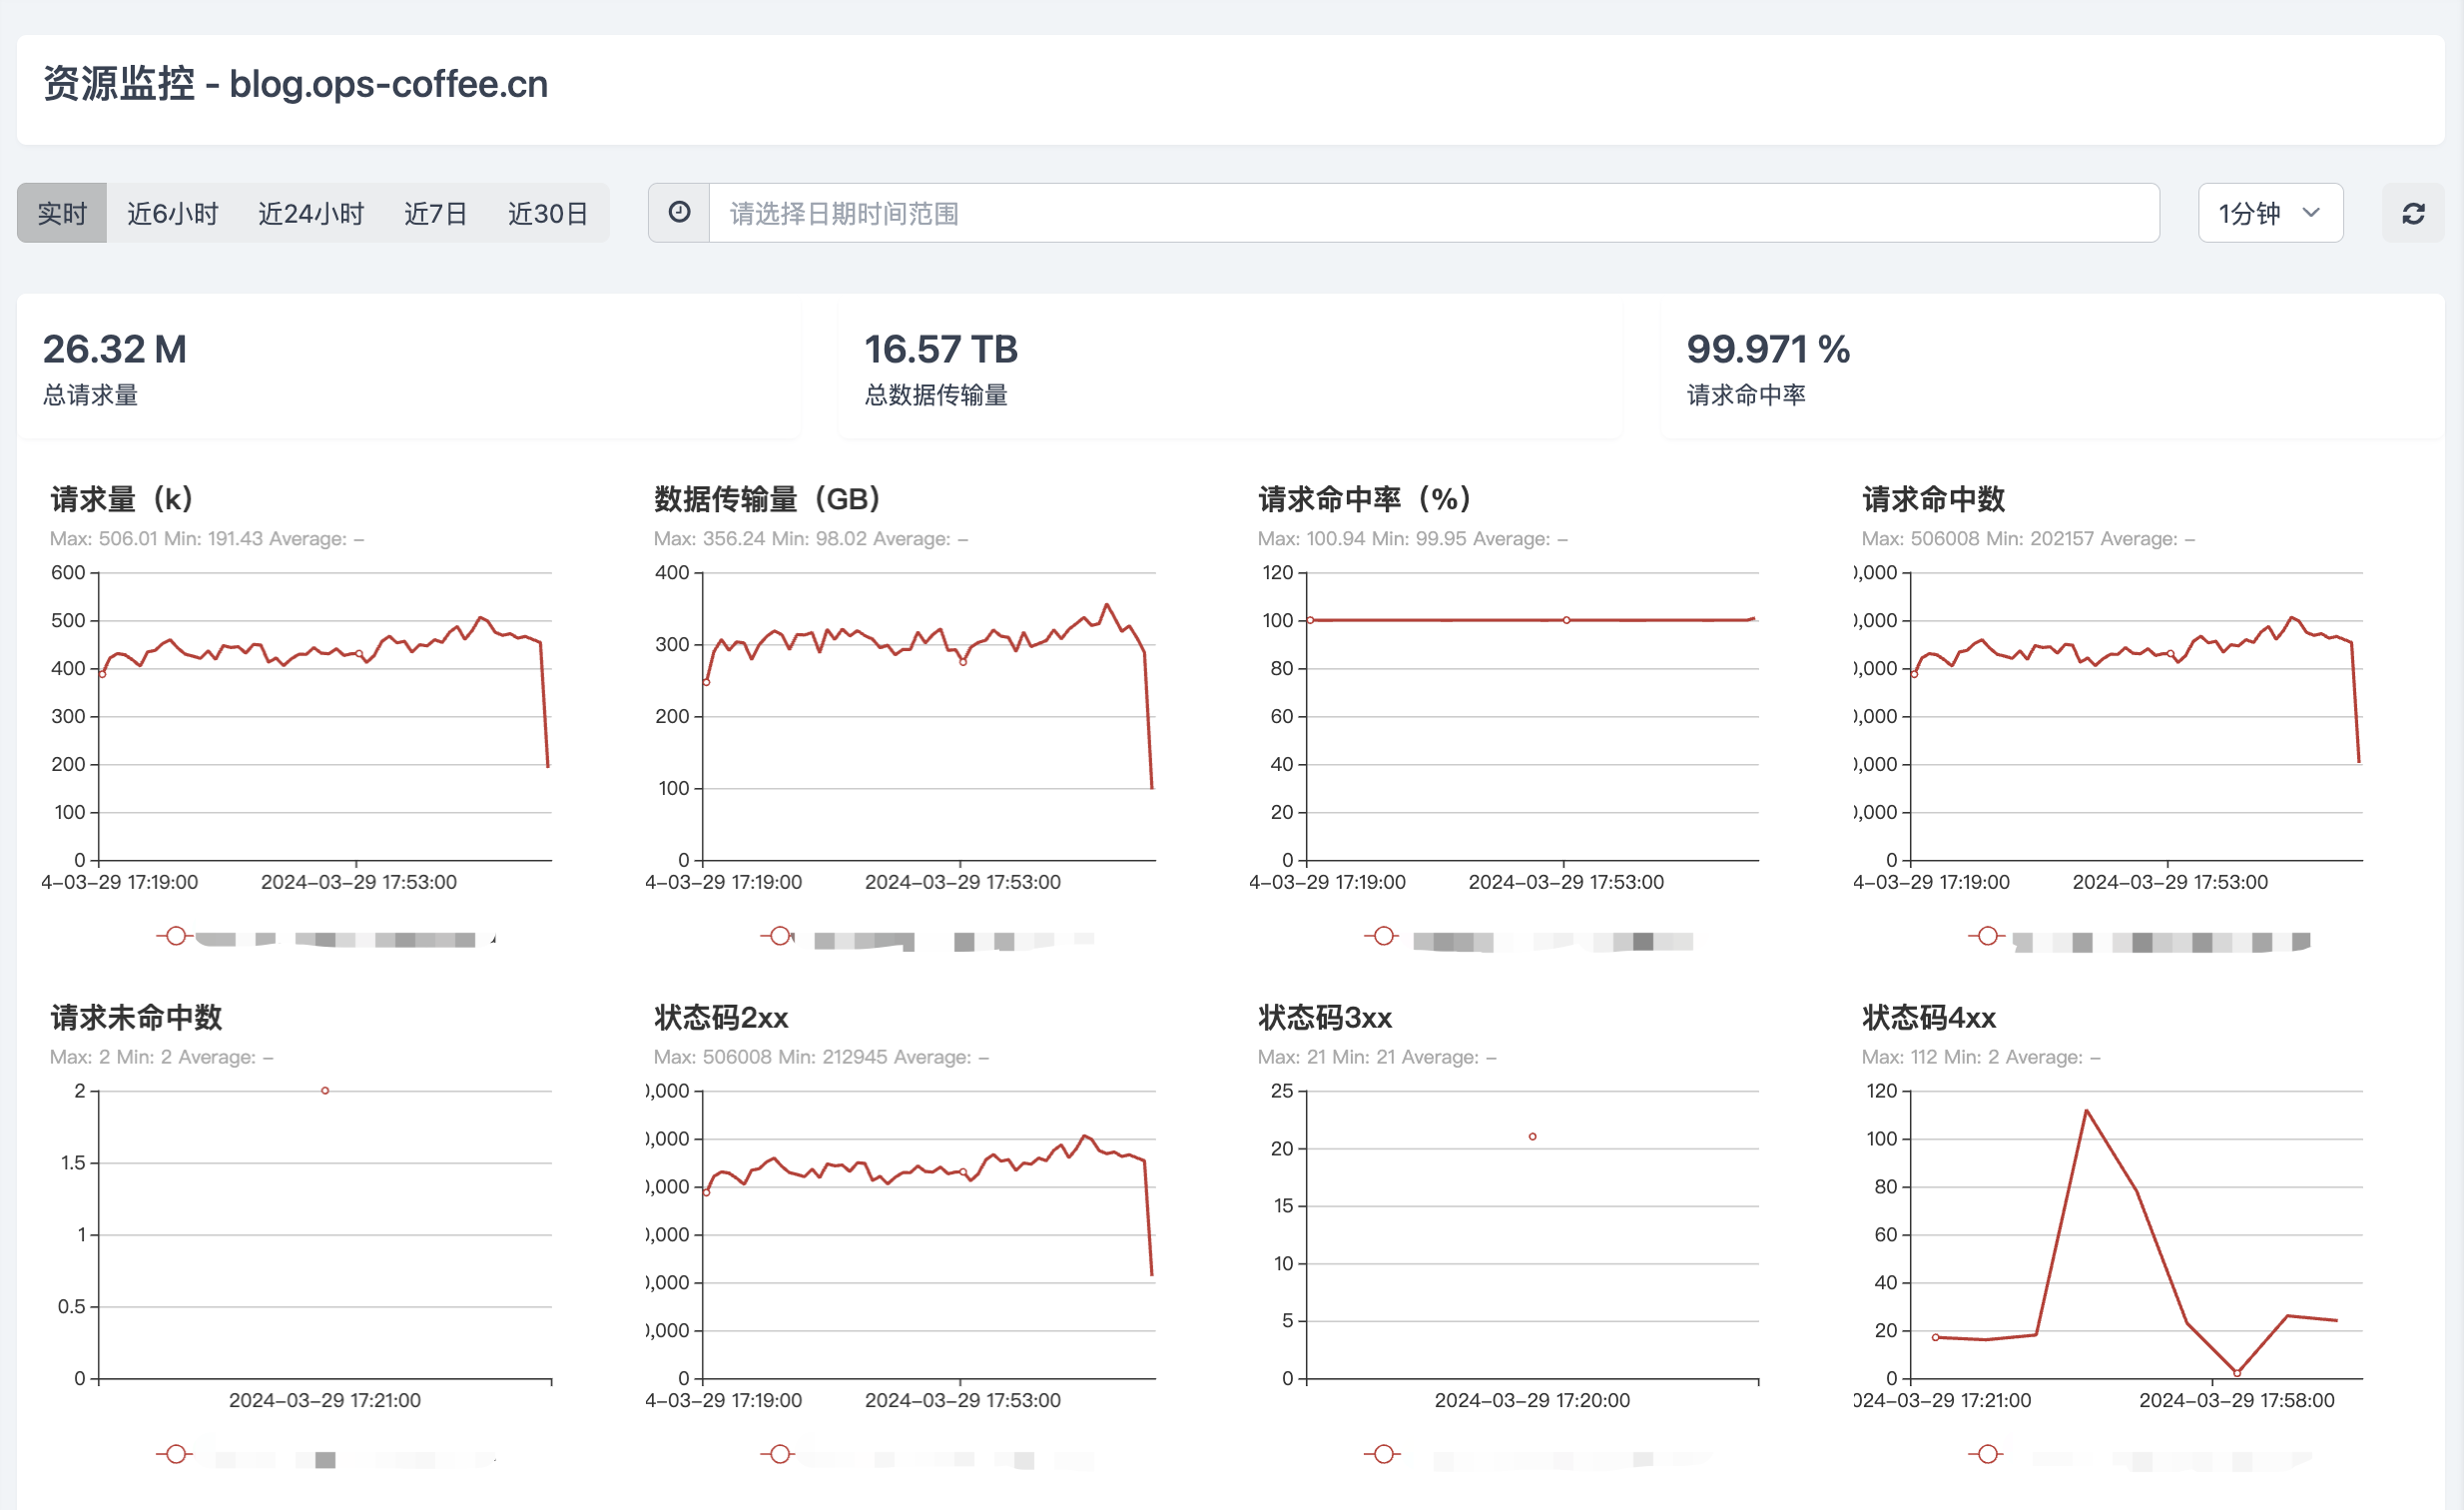 资源监控 - blog.ops-coffee.cn
实时 近6小时 近24小时 近7日 近30日 请选择日期时间范围 1分钟
26.32 M
总请求量
16.57 TB
总数据传输量
99.971 %
请求命中率
请求量（k）
Max: 506.01 Min: 191.43 Average: –
600
500
400
300
200
100
0
4–03–29 17:19:00 2024–03–29 17:53:00
数据传输量（GB）
Max: 356.24 Min: 98.02 Average: –
400
300
200
100
0
4–03–29 17:19:00 2024–03–29 17:53:00
请求命中率（%）
Max: 100.94 Min: 99.95 Average: –
120
100
80
60
40
20
0
4–03–29 17:19:00 2024–03–29 17:53:00
请求命中数
Max: 506008 Min: 202157 Average: –
),000
),000
),000
),000
),000
),000
0
4–03–29 17:19:00 2024–03–29 17:53:00
请求未命中数
Max: 2 Min: 2 Average: –
2
1.5
1
0.5
0
2024–03–29 17:21:00
状态码2xx
Max: 506008 Min: 212945 Average: –
),000
),000
),000
),000
),000
),000
0
4–03–29 17:19:00 2024–03–29 17:53:00
状态码3xx
Max: 21 Min: 21 Average: –
25
20
15
10
5
0
2024–03–29 17:20:00
状态码4xx
Max: 112 Min: 2 Average: –
120
100
80
60
40
20
0
024–03–29 17:21:00 2024–03–29 17:58:00